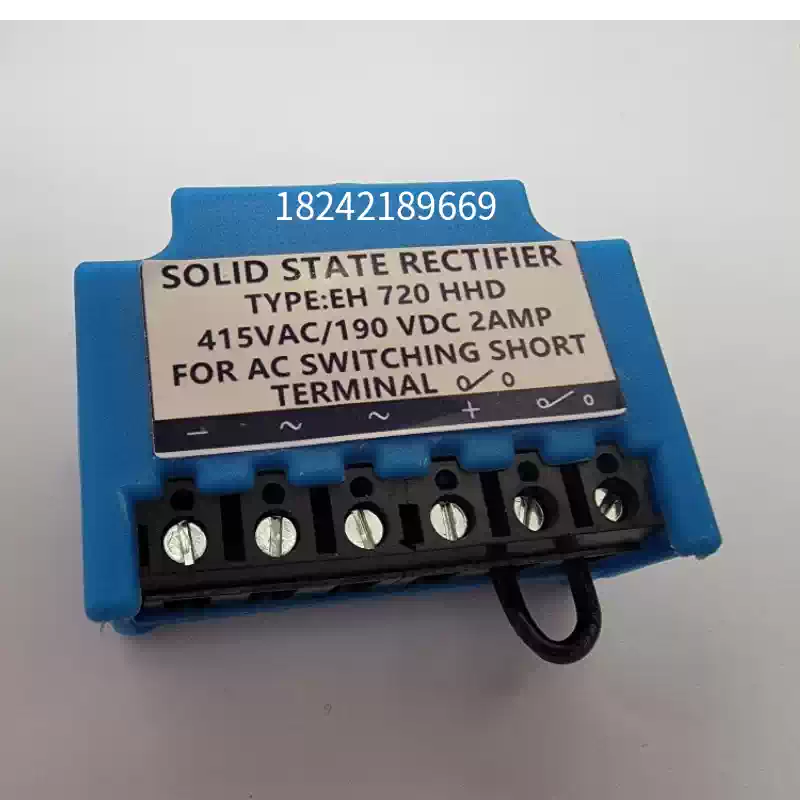 18242189669
SOLID STATE RECTIFIER
TYPE:EH 720 HHD
415VAC/190 VDC 2AMP
FOR AC SWITCHING SHORT
TERMINAL
− ~ ~ +